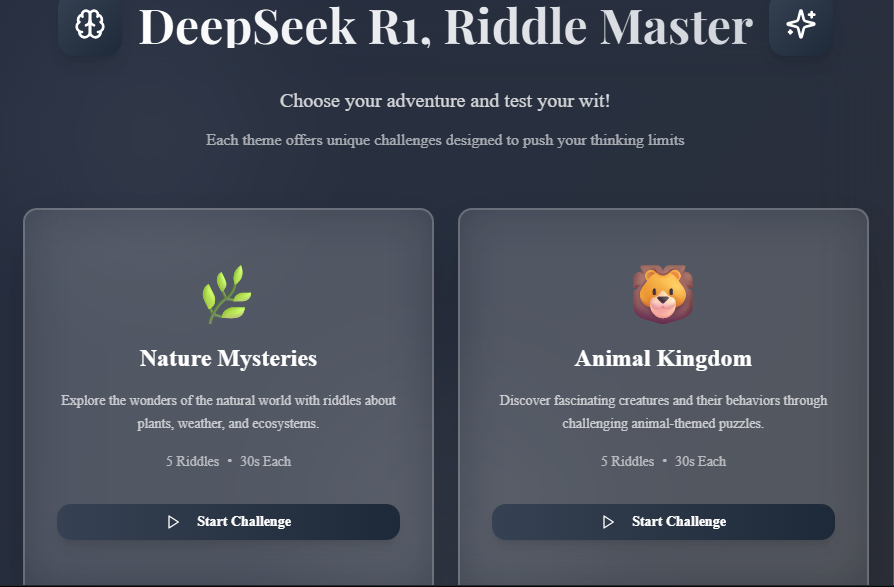 DeepSeek R1, Riddle Master
Choose your adventure and test your wit!
Each theme offers unique challenges designed to push your thinking limits
Nature Mysteries
Explore the wonders of the natural world with riddles about
plants, weather, and ecosystems.
5 Riddles • 30s Each
Start Challenge
Animal Kingdom
Discover fascinating creatures and their behaviors through
challenging animal-themed puzzles.
5 Riddles • 30s Each
Start Challenge